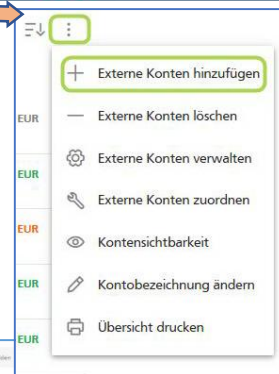 Externe Konten hinzufügen
EUR
Externe Konten löschen
Externe Konten verwalten
EUR
Externe Konten zuordnen
EUR
Kontensichtbarkeit
EUR
Kontobezeichnung ändern
Übersicht drucken
EUR